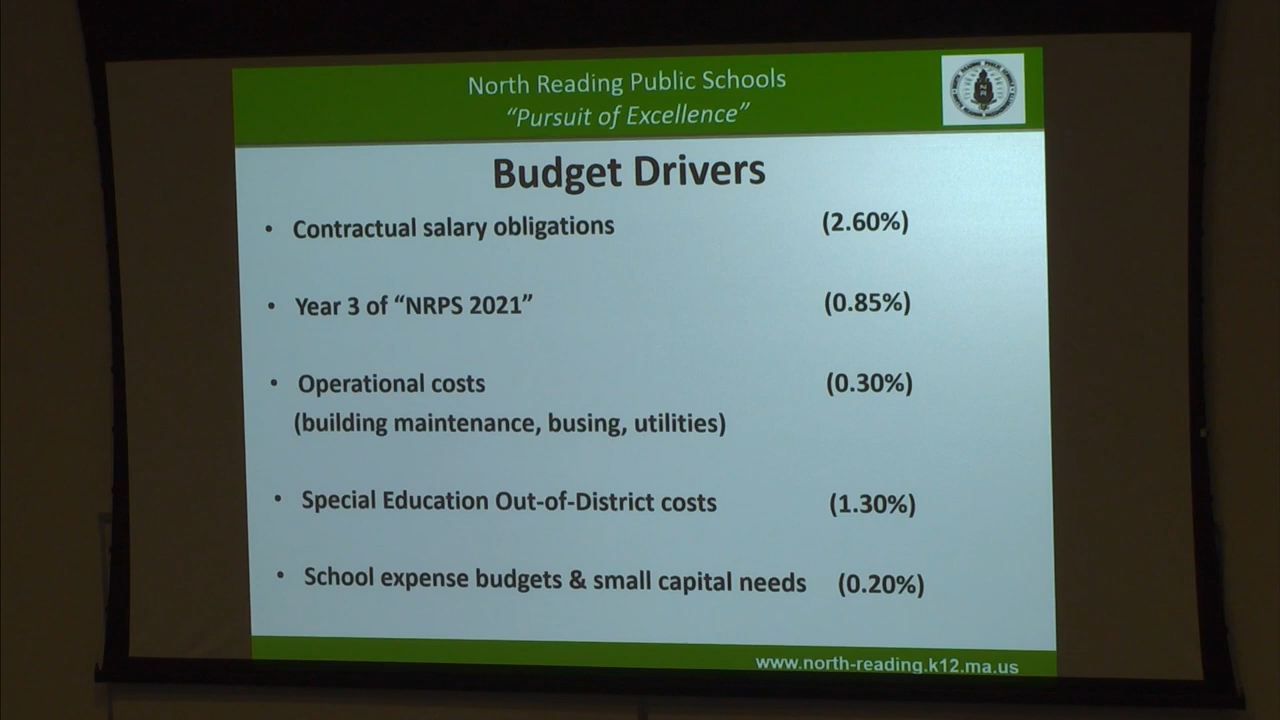 North Reading Public Schools
“Pursuit of Excellence”
Budget Drivers
• Contractual salary obligations (2.60%)
• Year 3 of “NRPS 2021” (0.85%)
• Operational costs (0.30%)
(building maintenance, busing, utilities)
• Special Education Out-of-District costs (1.30%)
• School expense budgets & small capital needs (0.20%)
www.north-reading.k12.ma.us